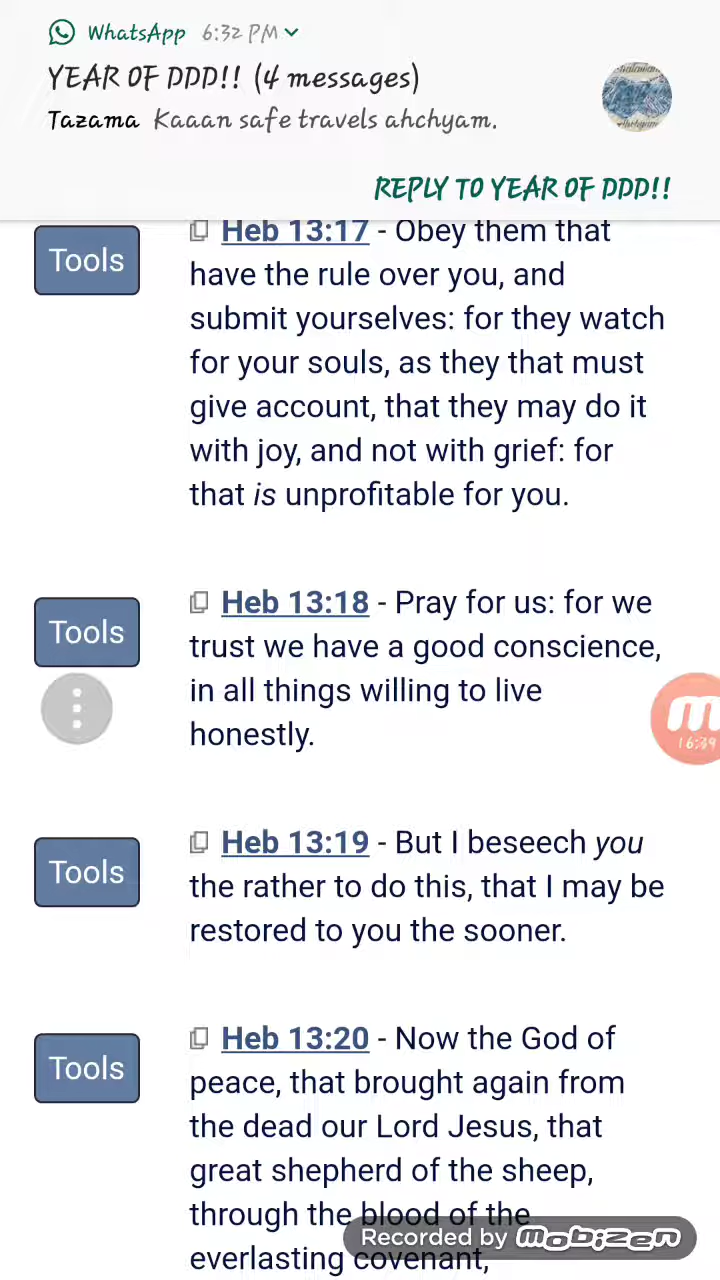 WhatsApp 6:32 PM
YEAR OF DDD!! (4 messages)
Tazama Kaaan safe travels ahchyam.
REPLY TO YEAR OF DDD!!
Tools
Heb 13:17 - Obey them that
have the rule over you, and
submit yourselves: for they watch
for your souls, as they that must
give account, that they may do it
with joy, and not with grief: for
that is unprofitable for you.
Tools
Heb 13:18 - Pray for us: for we
trust we have a good conscience,
in all things willing to live
honestly.
16:39
Tools
Heb 13:19 - But I beseech you
the rather to do this, that I may be
restored to you the sooner.
Tools
Heb 13:20 - Now the God of
peace, that brought again from
the dead our Lord Jesus, that
great shepherd of the sheep,
through the blood of the
everlasting covenant,
Recorded by mobizen